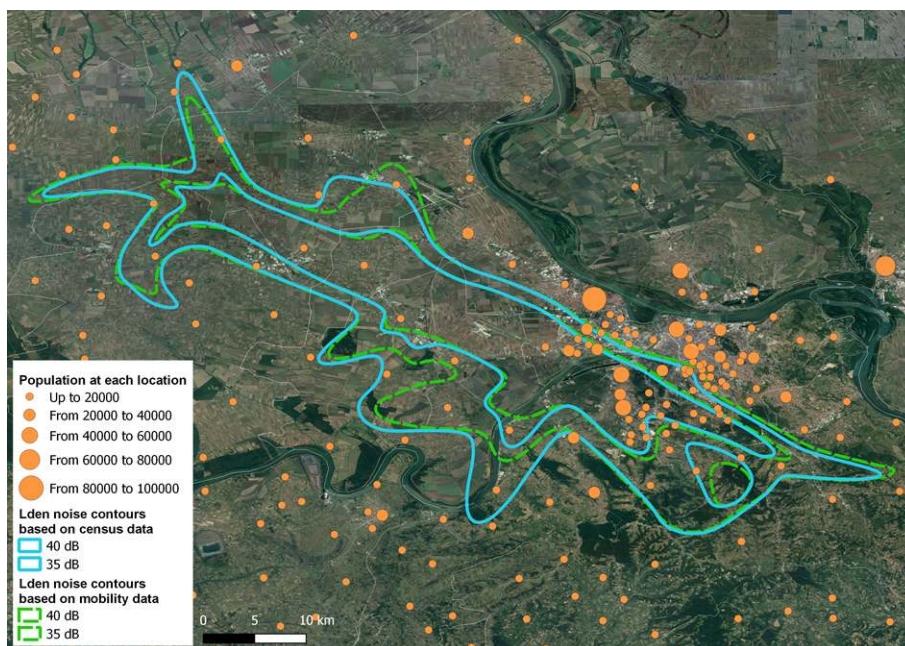 Population at each location
Up to 20000
From 20000 to 40000
From 40000 to 60000
From 60000 to 80000
From 80000 to 100000
Lden noise contours
based on census data
40 dB
35 dB
Lden noise contours
based on mobility data
40 dB
35 dB
0 5 10 km